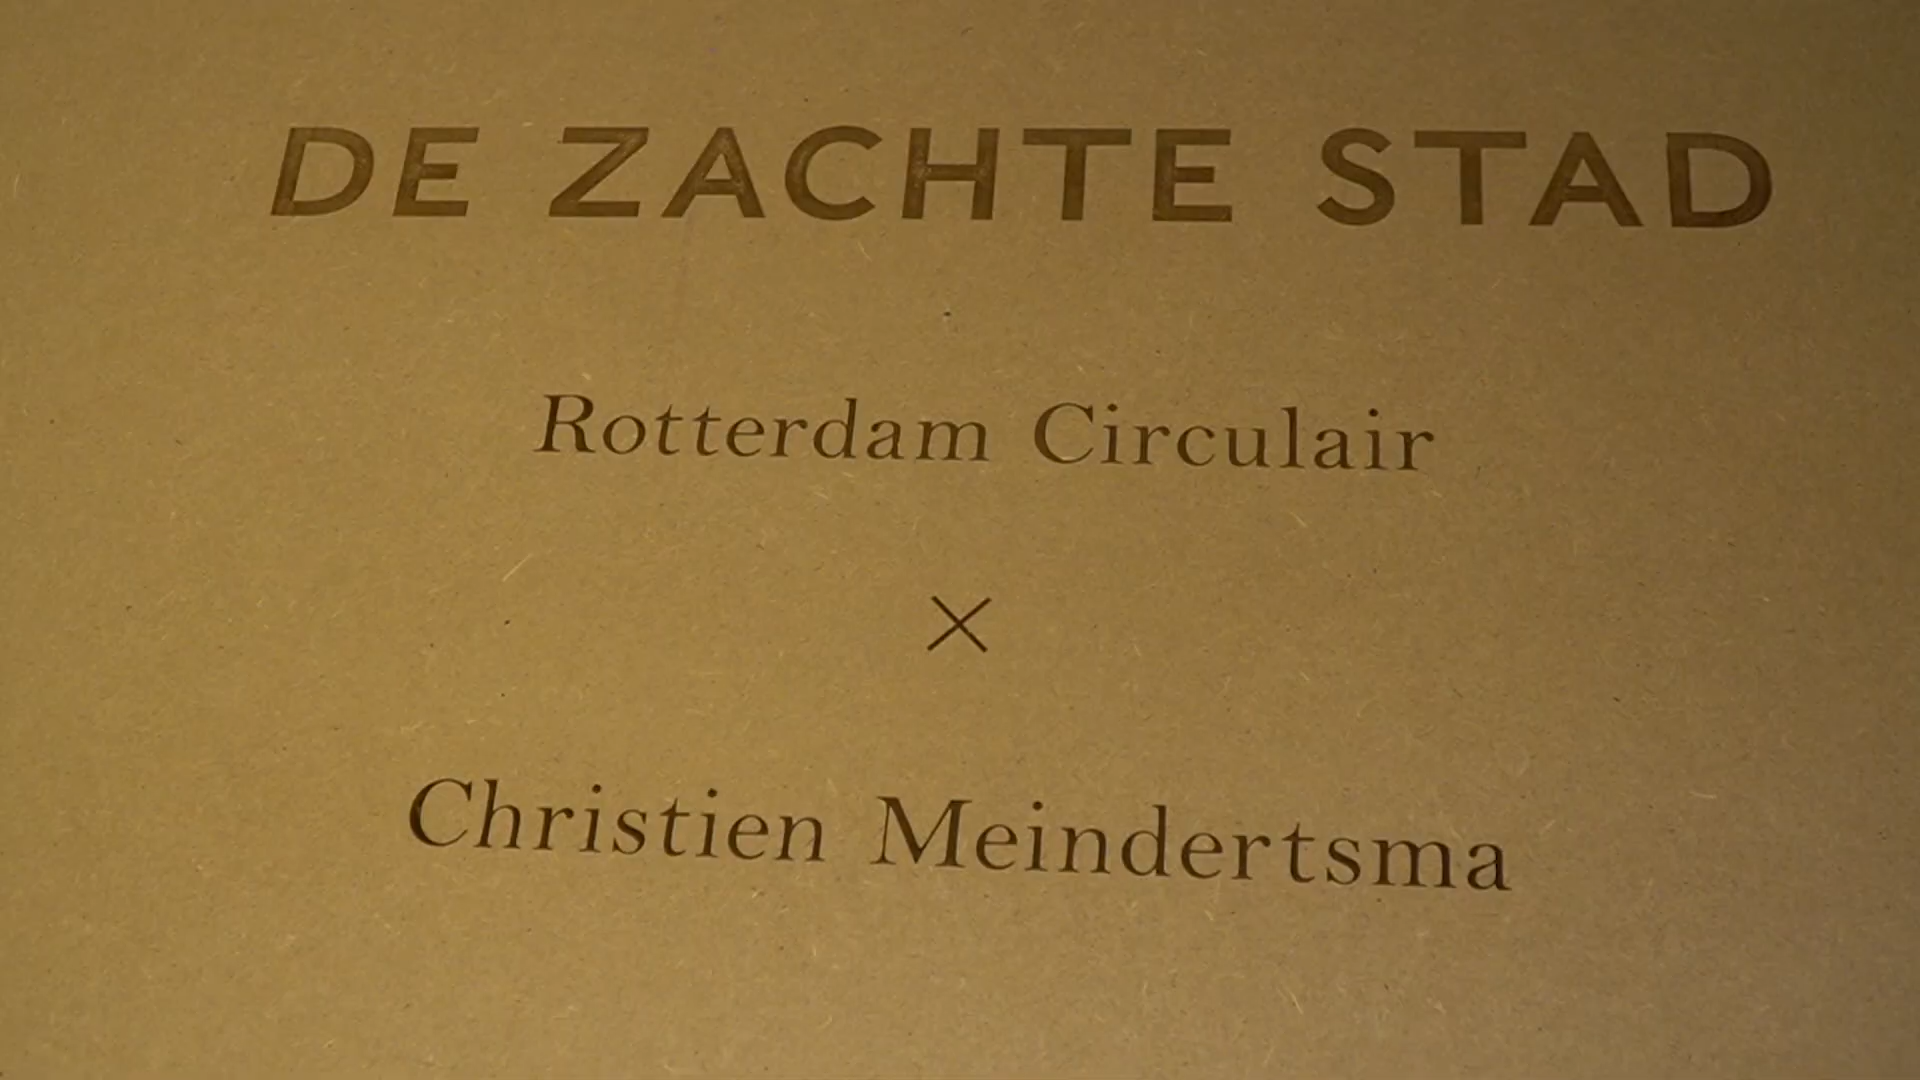 DE ZACHTE STAD
Rotterdam Circulair
×
Christien Meindertsma